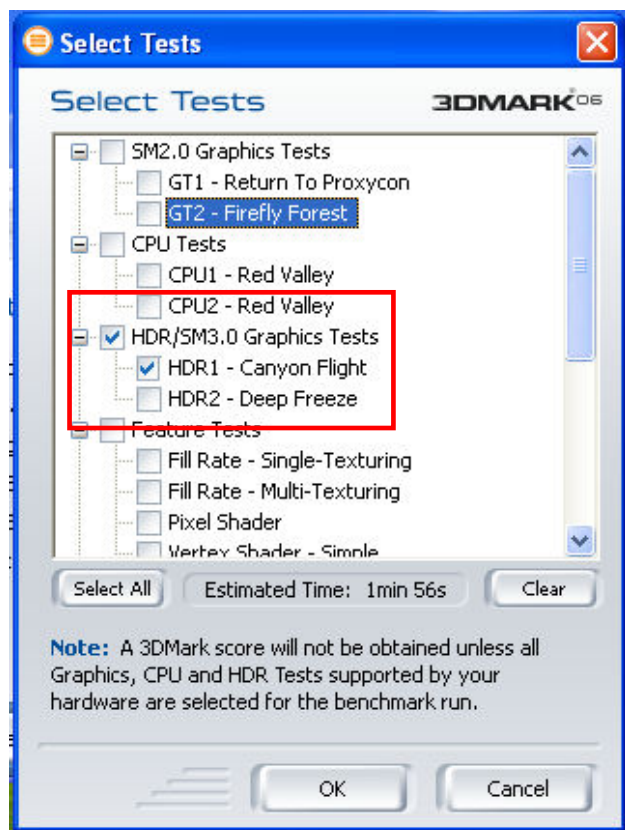 Select Tests
Select Tests 3DMARK®06
SM2.0 Graphics Tests
GT1 - Return To Proxycon
GT2 - Firefly Forest
CPU Tests
CPU1 - Red Valley
CPU2 - Red Valley
HDR/SM3.0 Graphics Tests
HDR1 - Canyon Flight
HDR2 - Deep Freeze
Feature Tests
Fill Rate - Single-Texturing
Fill Rate - Multi-Texturing
Pixel Shader
Vertex Shader - Simple
Select All Estimated Time: 1min 56s Clear
Note: A 3DMark score will not be obtained unless all
Graphics, CPU and HDR Tests supported by your
hardware are selected for the benchmark run.
OK Cancel